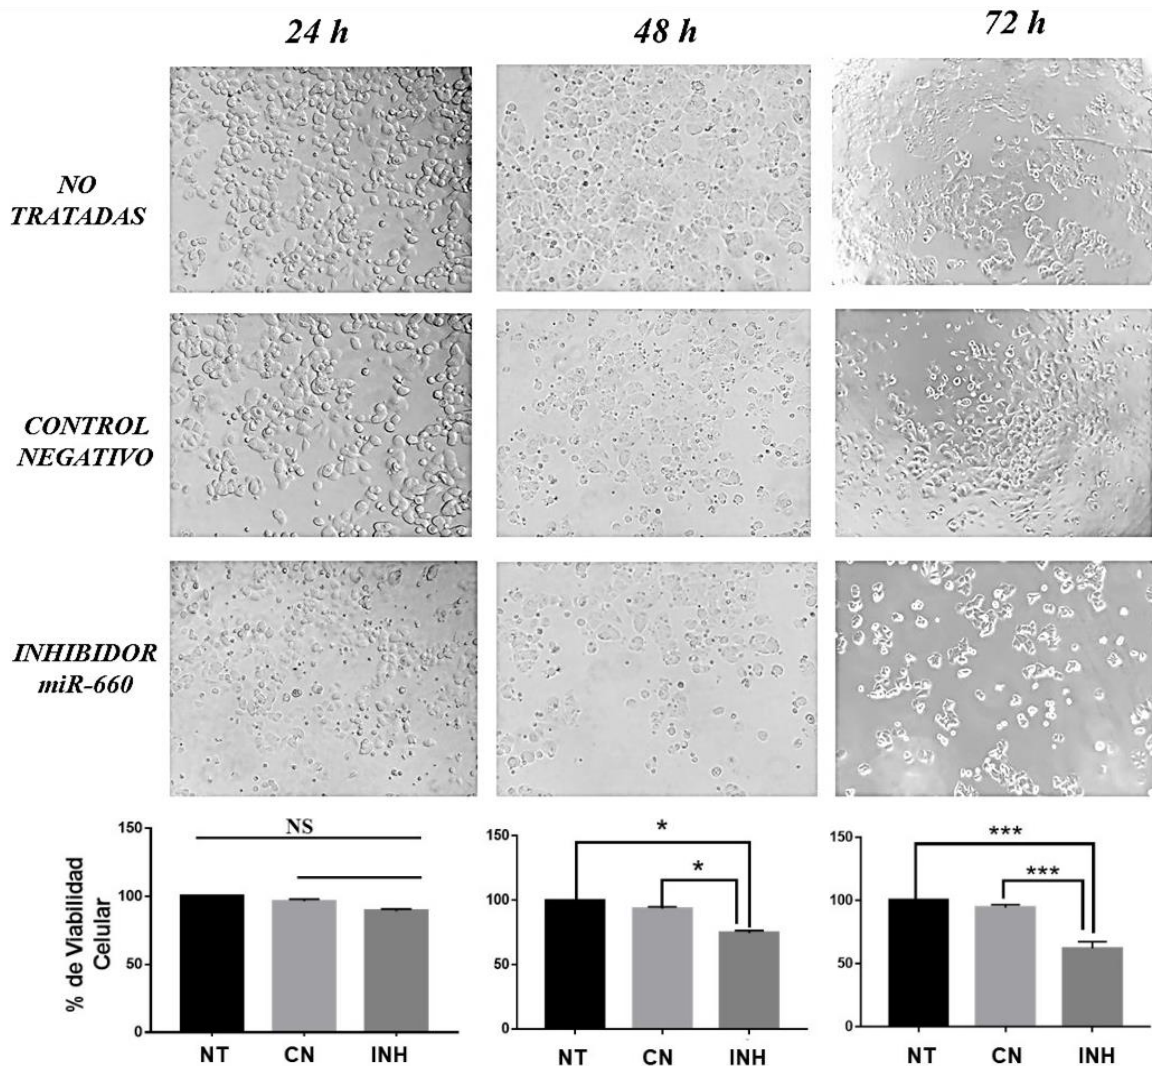 24 h
48 h
72 h
NO
TRATADAS
CONTROL
NEGATIVO
INHIBIDOR
miR-660
% de Viabilidad
Celular
150
100
50
0
NS
NT
CN
INH
150
100
50
0
*
*
NT
CN
INH
150
100
50
0
***
***
NT
CN
INH